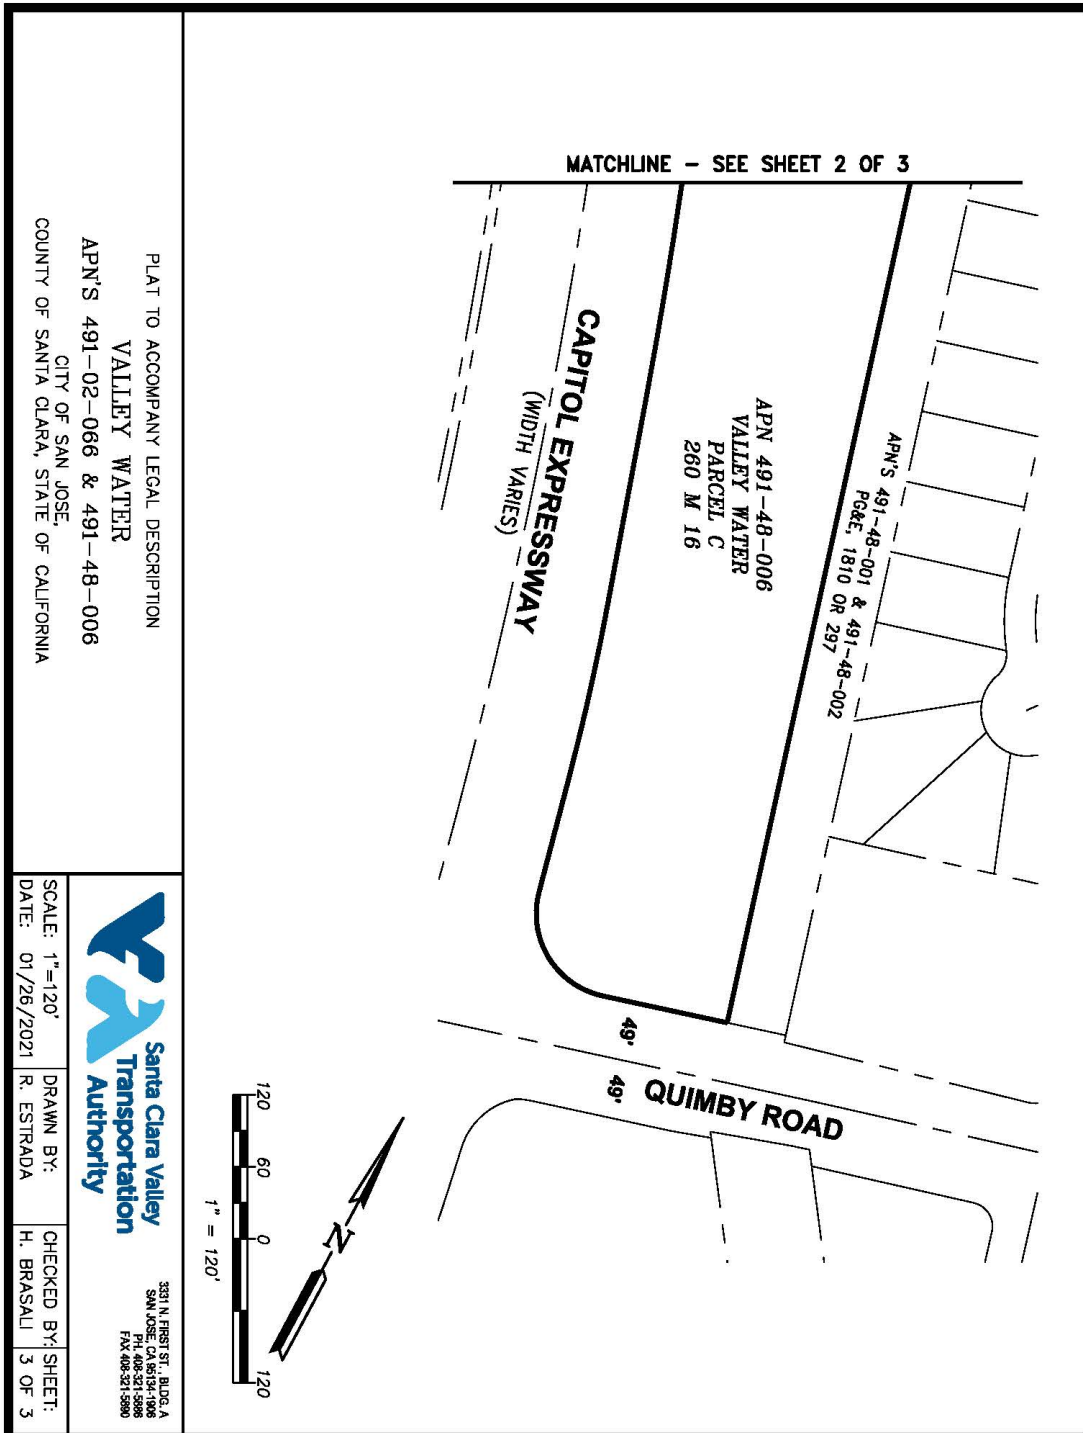 MATCHLINE – SEE SHEET 2 OF 3
CAPITOL EXPRESSWAY
(WIDTH VARIES)
APN 491-48-006
VALLEY WATER
PARCEL C
260 M 16
APN'S 491-48-001 & 491-48-002
PG&E, 1810 OR 297
49'
49'
QUIMBY ROAD
120
60
0
120
1" = 120'
N
PLAT TO ACCOMPANY LEGAL DESCRIPTION
VALLEY WATER
APN'S 491-02-066 & 491-48-006
CITY OF SAN JOSE,
COUNTY OF SANTA CLARA, STATE OF CALIFORNIA
Santa Clara Valley
Transportation
Authority
3331 N. FIRST ST., BLDG. A
SAN JOSE, CA 95134-1906
PH. 408-321-5886
FAX 408-321-5890
SCALE: 1"=120'
DATE: 01/26/2021
DRAWN BY:
R. ESTRADA
CHECKED BY:
H. BRASALI
SHEET:
3 OF 3